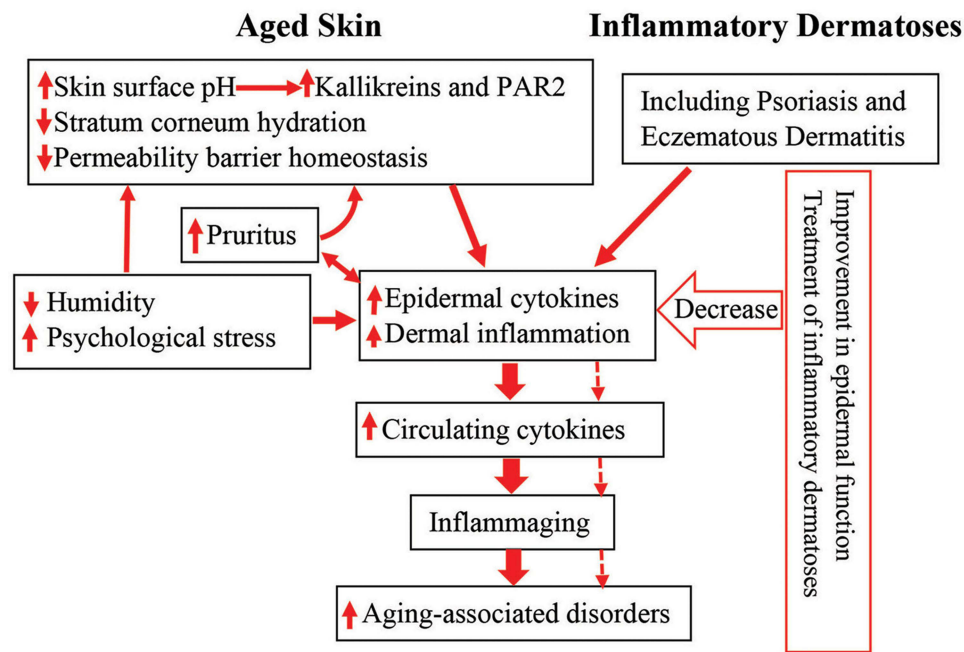 Aged Skin
Inflammatory Dermatoses
Skin surface pH
Kallikreins and PAR2
Stratum corneum hydration
Permeability barrier homeostasis
Including Psoriasis and
Eczematous Dermatitis
Pruritus
Humidity
Psychological stress
Epidermal cytokines
Dermal inflammation
Decrease
Improvement in epidermal function
Treatment of inflammatory dermatoses
Circulating cytokines
Inflammaging
Aging-associated disorders